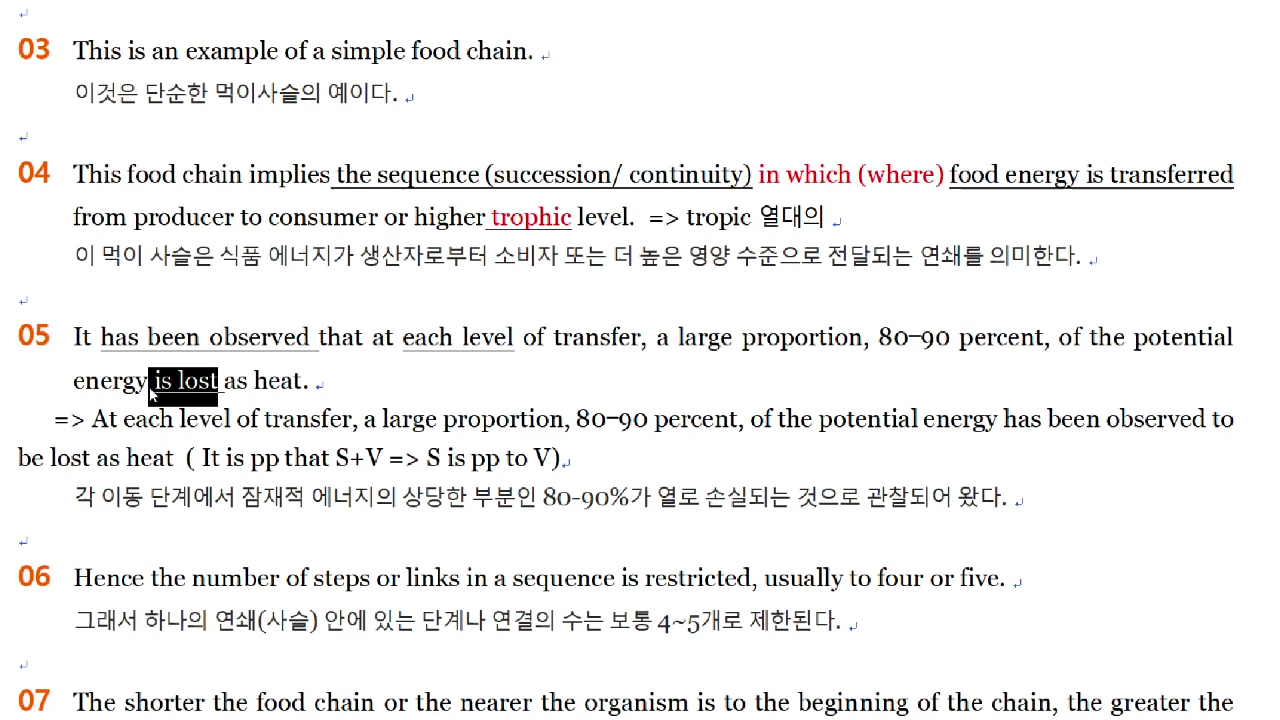 03 This is an example of a simple food chain.
이것은 단순한 먹이사슬의 예이다.
04 This food chain implies the sequence (succession/ continuity) in which (where) food energy is transferred
from producer to consumer or higher trophic level. => tropic 열대의
이 먹이 사슬은 식품 에너지가 생산자로부터 소비자 또는 더 높은 영양 수준으로 전달되는 연쇄를 의미한다.
05 It has been observed that at each level of transfer, a large proportion, 80–90 percent, of the potential
energy is lost as heat.
=> At each level of transfer, a large proportion, 80–90 percent, of the potential energy has been observed to
be lost as heat ( It is pp that S+V => S is pp to V)
각 이동 단계에서 잠재적 에너지의 상당한 부분인 80-90%가 열로 손실되는 것으로 관찰되어 왔다.
06 Hence the number of steps or links in a sequence is restricted, usually to four or five.
그래서 하나의 연쇄(사슬) 안에 있는 단계나 연결의 수는 보통 4~5개로 제한된다.
07 The shorter the food chain or the nearer the organism is to the beginning of the chain, the greater the